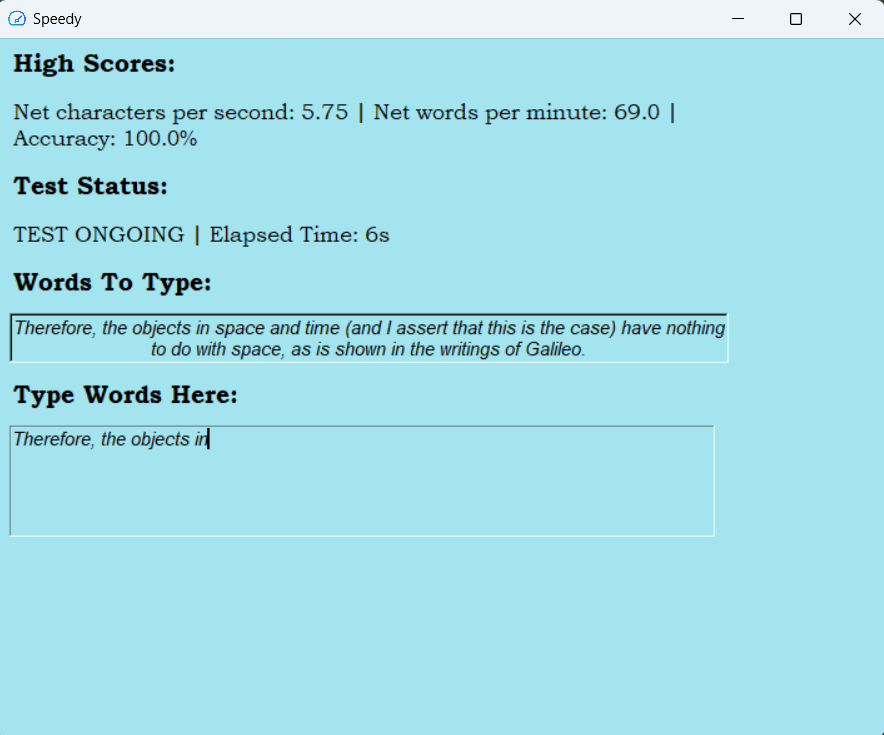 Speedy
High Scores:
Net characters per second: 5.75 | Net words per minute: 69.0 |
Accuracy: 100.0%
Test Status:
TEST ONGOING | Elapsed Time: 6s
Words To Type:
Therefore, the objects in space and time (and I assert that this is the case) have nothing
to do with space, as is shown in the writings of Galileo.
Type Words Here:
Therefore, the objects in